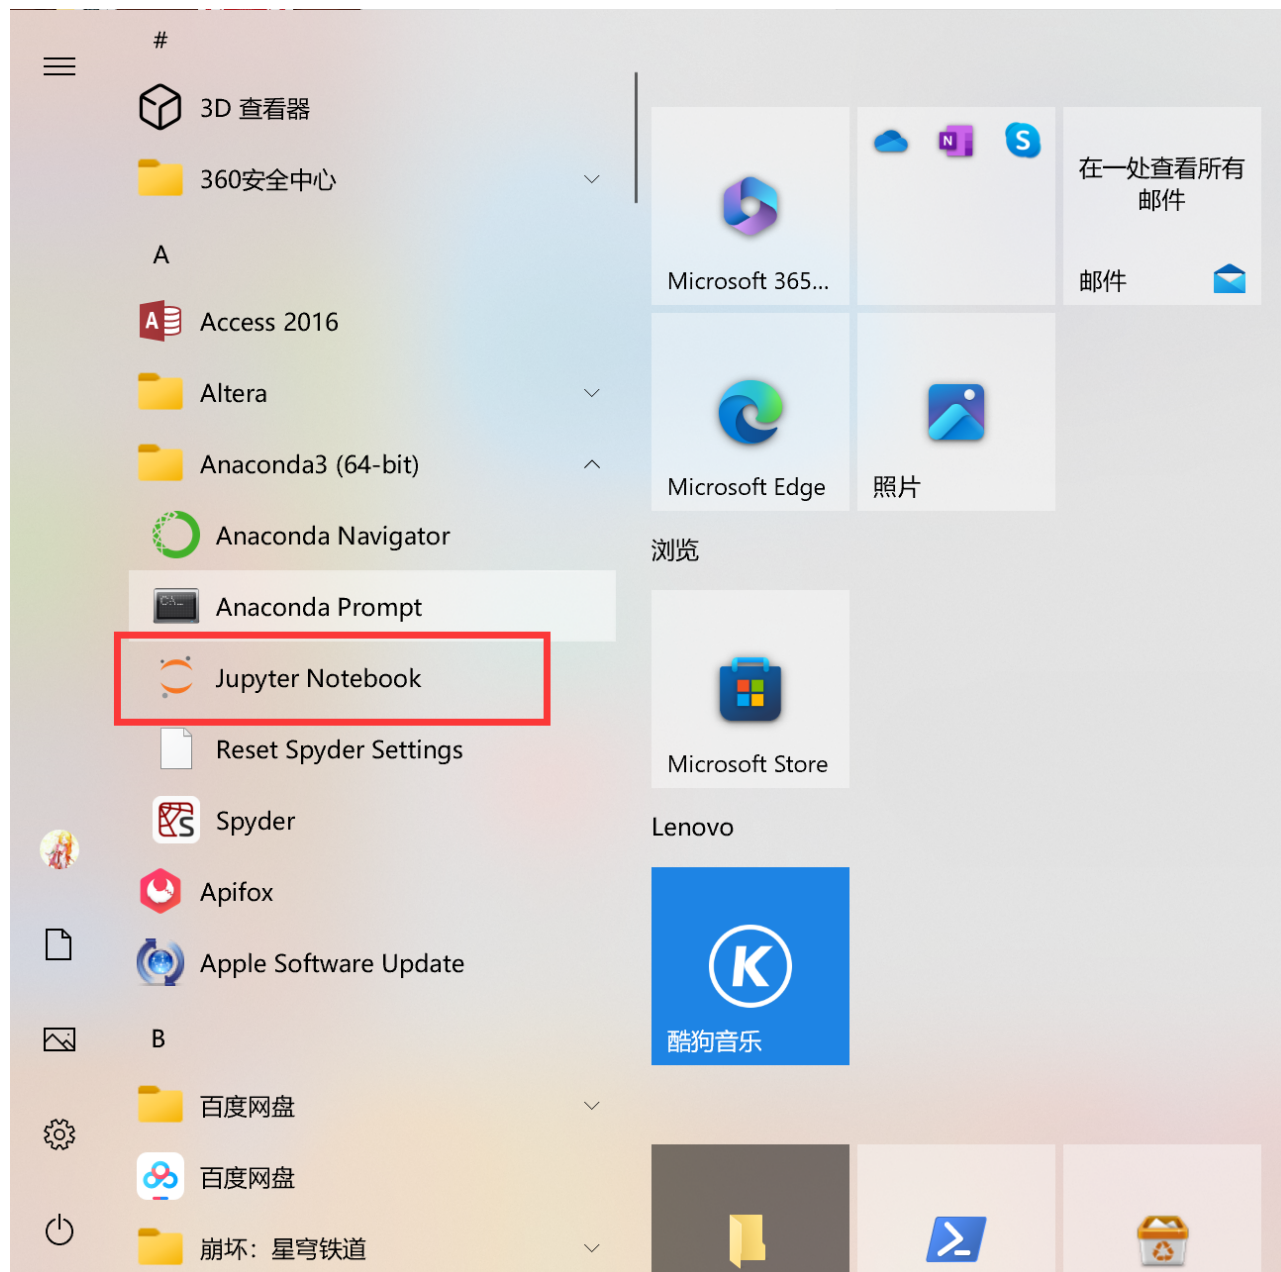 #
3D 查看器
360安全中心
A
Access 2016
Altera
Anaconda3 (64-bit)
Anaconda Navigator
Anaconda Prompt
Jupyter Notebook
Reset Spyder Settings
Spyder
Apifox
Apple Software Update
B
百度网盘
百度网盘
崩坏：星穹铁道
Microsoft 365...
在一处查看所有
邮件
邮件
Microsoft Edge
照片
浏览
Microsoft Store
Lenovo
酷狗音乐